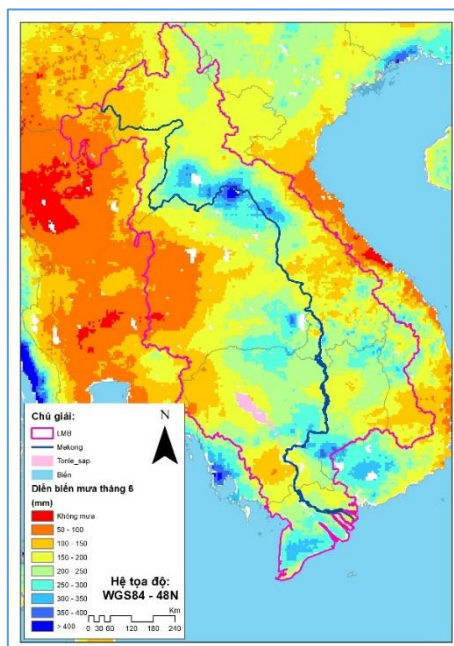 Chú giải:
LMB
Mekong
Tonle_sap
Biển
Diễn biến mưa tháng 6
(mm)
Không mưa
50 - 100
100 - 150
150 - 200
200 - 250
250 - 300
300 - 350
350 - 400
> 400
N
Hệ tọa độ:
WGS84 - 48N
Km
0 30 60 120 180 240